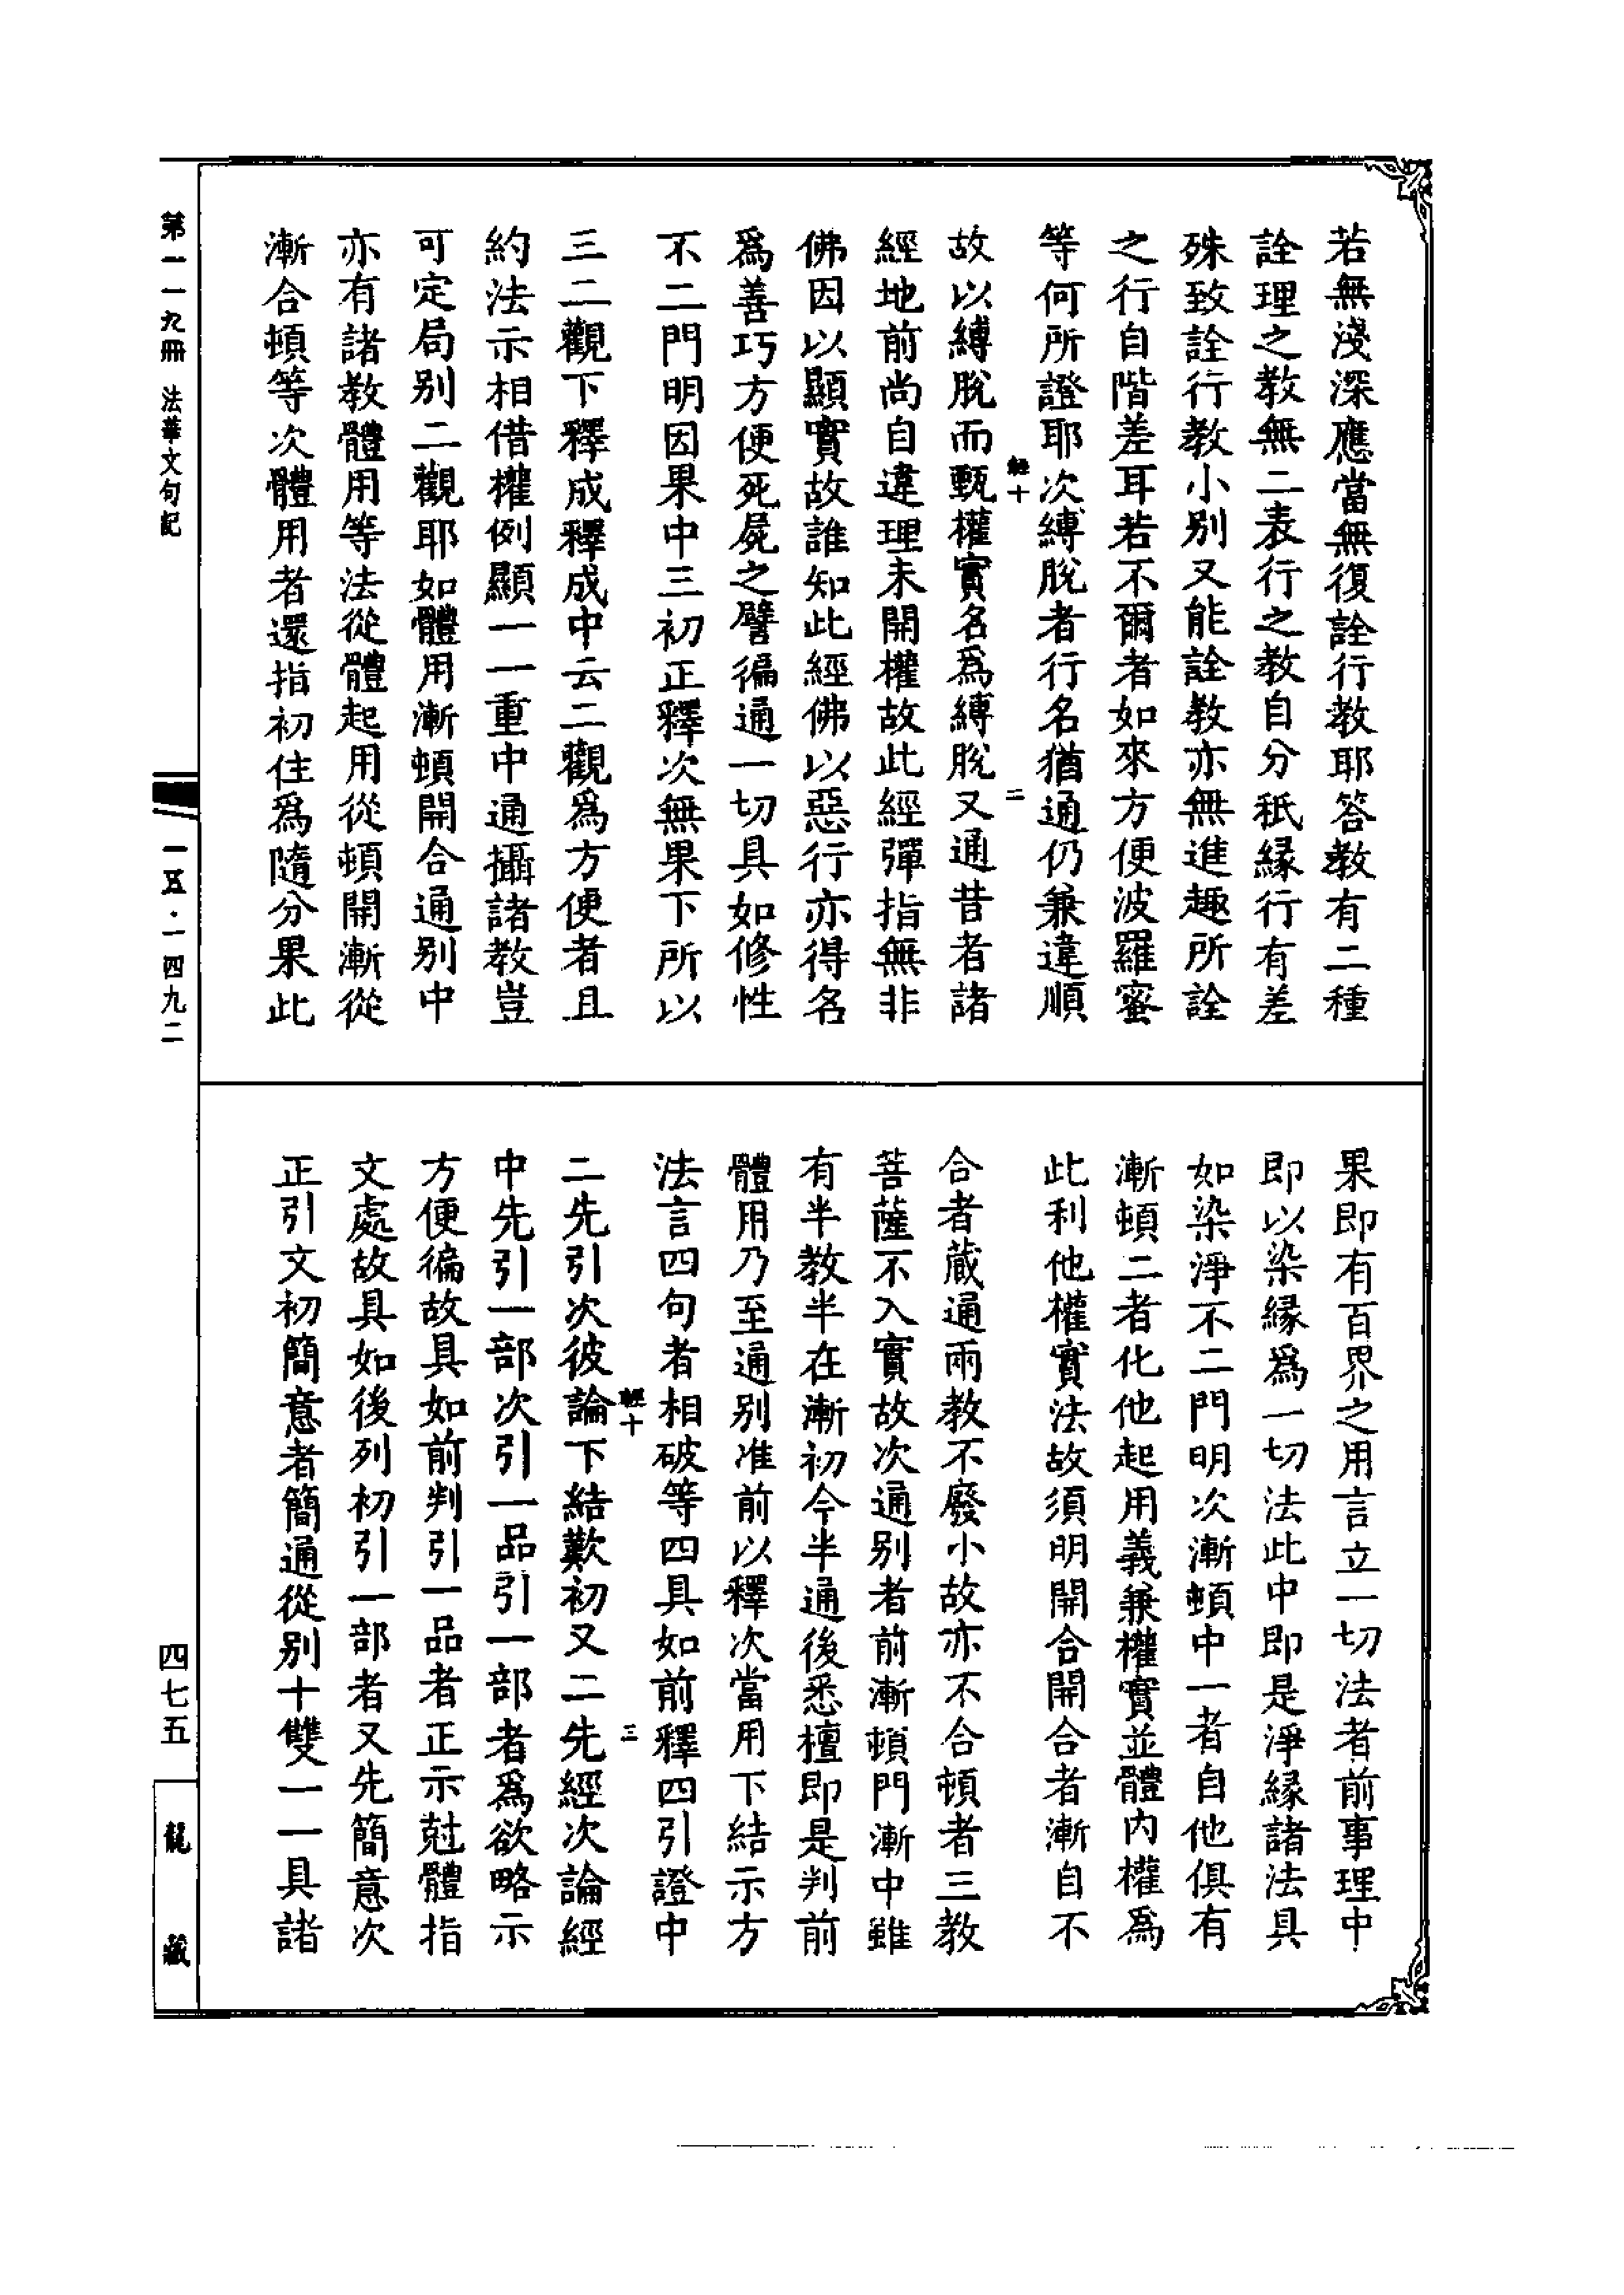 若無淺深應當無復詮行教耶答教有二種
詮理之教無二表行之教自分秖緣行有差
殊致詮行教小别又能詮教亦無進趣所詮
之行自階差耳若不爾者如來方便波羅蜜
等何所證耶次縛脫者行名猶通仍兼違順
故以縛脫而甄權實名爲縛脫又通昔者諸
經地前尚自違理未開權故此經彈指無非
佛因以顯實故誰知此經佛以惡行亦得名
爲善巧方便死屍之譬徧通一切具如修性
不二門明因果中三初正釋次無果下所以
三二觀下釋成釋成中云二觀爲方便者且
約法示相借權例顯一一重中通攝諸教豈
可定局别二觀耶如體用漸頓開合通别中
亦有諸教體用等法從體起用從頓開漸從
漸合頓等次體用者還指初住爲隨分果此
果即有百界之用言立一切法者前事理中
即以染緣爲一切法此中即是淨緣諸法具
如染淨不二門明次漸頓中一者自他俱有
漸頓二者化他起用義兼權實並體內權爲
此利他權實法故須明開合開合者漸自不
合者蔵通兩教不廢小故亦不合頓者三教
菩薩不入實故次通别者前漸頓門漸中雖
有半教半在漸初今半通後悉檀即是判前
體用乃至通别准前以釋次當用下結示方
法言四句者相破等四具如前釋四引證中
二先引次彼論下結歎初又二先經次論經
中先引一部次引一品引一部者爲欲略示
方便徧故具如前判引一品者正示尅體指
文處故具如後列初引一部者又先簡意次
正引文初簡意者簡通從别十雙一一具諸
第一一九冊 法華文句記
一五·一四九二
四七五
龍藏